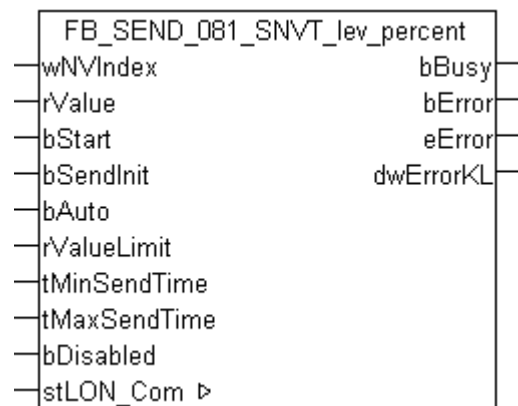 FB_SEND_081_SNVT_lev_percent
wNVIndex bBusy
rValue bError
bStart eError
bSendInit dwErrorKL
bAuto
rValueLimit
tMinSendTime
tMaxSendTime
bDisabled
stLON_Com ▷